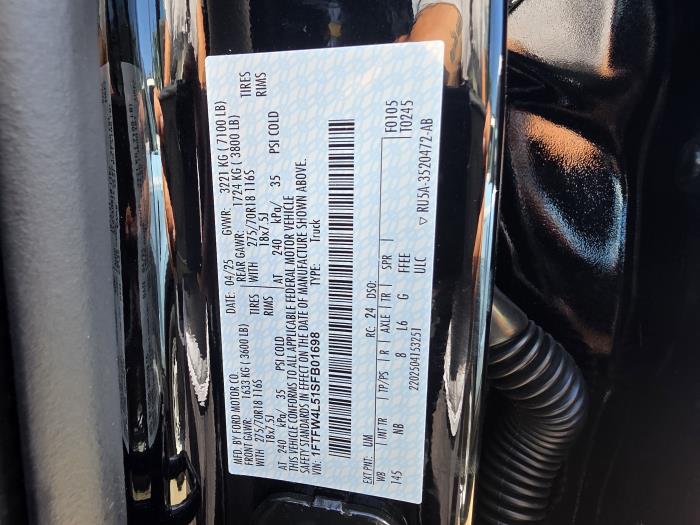 MFD. BY FORD MOTOR CO.
DATE: 04/25 GVWR: 3221 KG ( 7100 LB)
1633 KG ( 3600 LB) REAR GAWR: 1724 KG ( 3800 LB)
WITH 275/70R18 116S TIRES WITH 275/70R18 116S TIRES
18x7.5J RIMS 18x7.5J RIMS
AT 240 kPa/ 35 PSI COLD AT 240 kPa/ 35 PSI COLD
THIS VEHICLE CONFORMS TO ALL APPLICABLE FEDERAL MOTOR VEHICLE
SAFETY STANDARDS IN EFFECT ON THE DATE OF MANUFACTURE SHOWN ABOVE.
VIN: 1FTFW4L51SFB01698 TYPE: Truck
F0105
T0245
EXT PNT: UM RC: 24 DSO:
WB INT TR TP/PS R AXLE TR SPR
145 NB 8 L6 G FFEE
ULC
2202504153251
▽ RU5A-3520472-AB